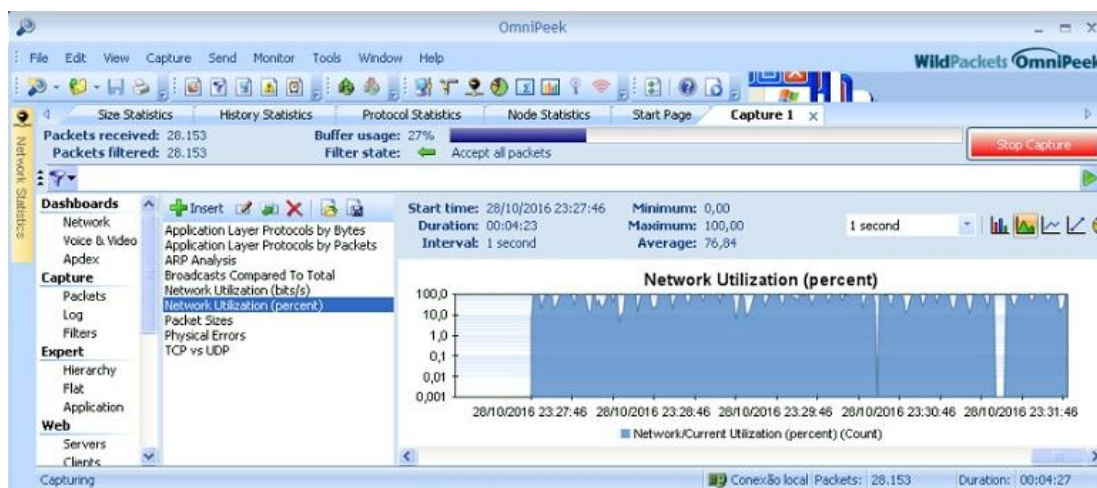 OmniPeek
File Edit View Capture Send Monitor Tools Window Help
WildPackets OmniPeek
Size Statistics History Statistics Protocol Statistics Node Statistics Start Page Capture 1
Network Statistics
Packets received: 28.153 Buffer usage: 27%
Packets filtered: 28.153 Filter state: Accept all packets
Stop Capture
Dashboards
Network
Voice & Video
Apdex
Capture
Packets
Log
Filters
Expert
Hierarchy
Flat
Application
Web
Servers
Clients
Insert
Application Layer Protocols by Bytes
Application Layer Protocols by Packets
ARP Analysis
Broadcasts Compared To Total
Network Utilization (bits/s)
Network Utilization (percent)
Packet Sizes
Physical Errors
TCP vs UDP
Start time: 28/10/2016 23:27:46 Minimum: 0,00
Duration: 00:04:23 Maximum: 100,00
Interval: 1 second Average: 76,84
1 second
Network Utilization (percent)
100,0
10,0
1,0
0,1
0,01
0,001
28/10/2016 23:27:46 28/10/2016 23:28:46 28/10/2016 23:29:46 28/10/2016 23:30:46 28/10/2016 23:31:46
Network/Current Utilization (percent) (Count)
Capturing Conexão local Packets: 28.153 Duration: 00:04:27